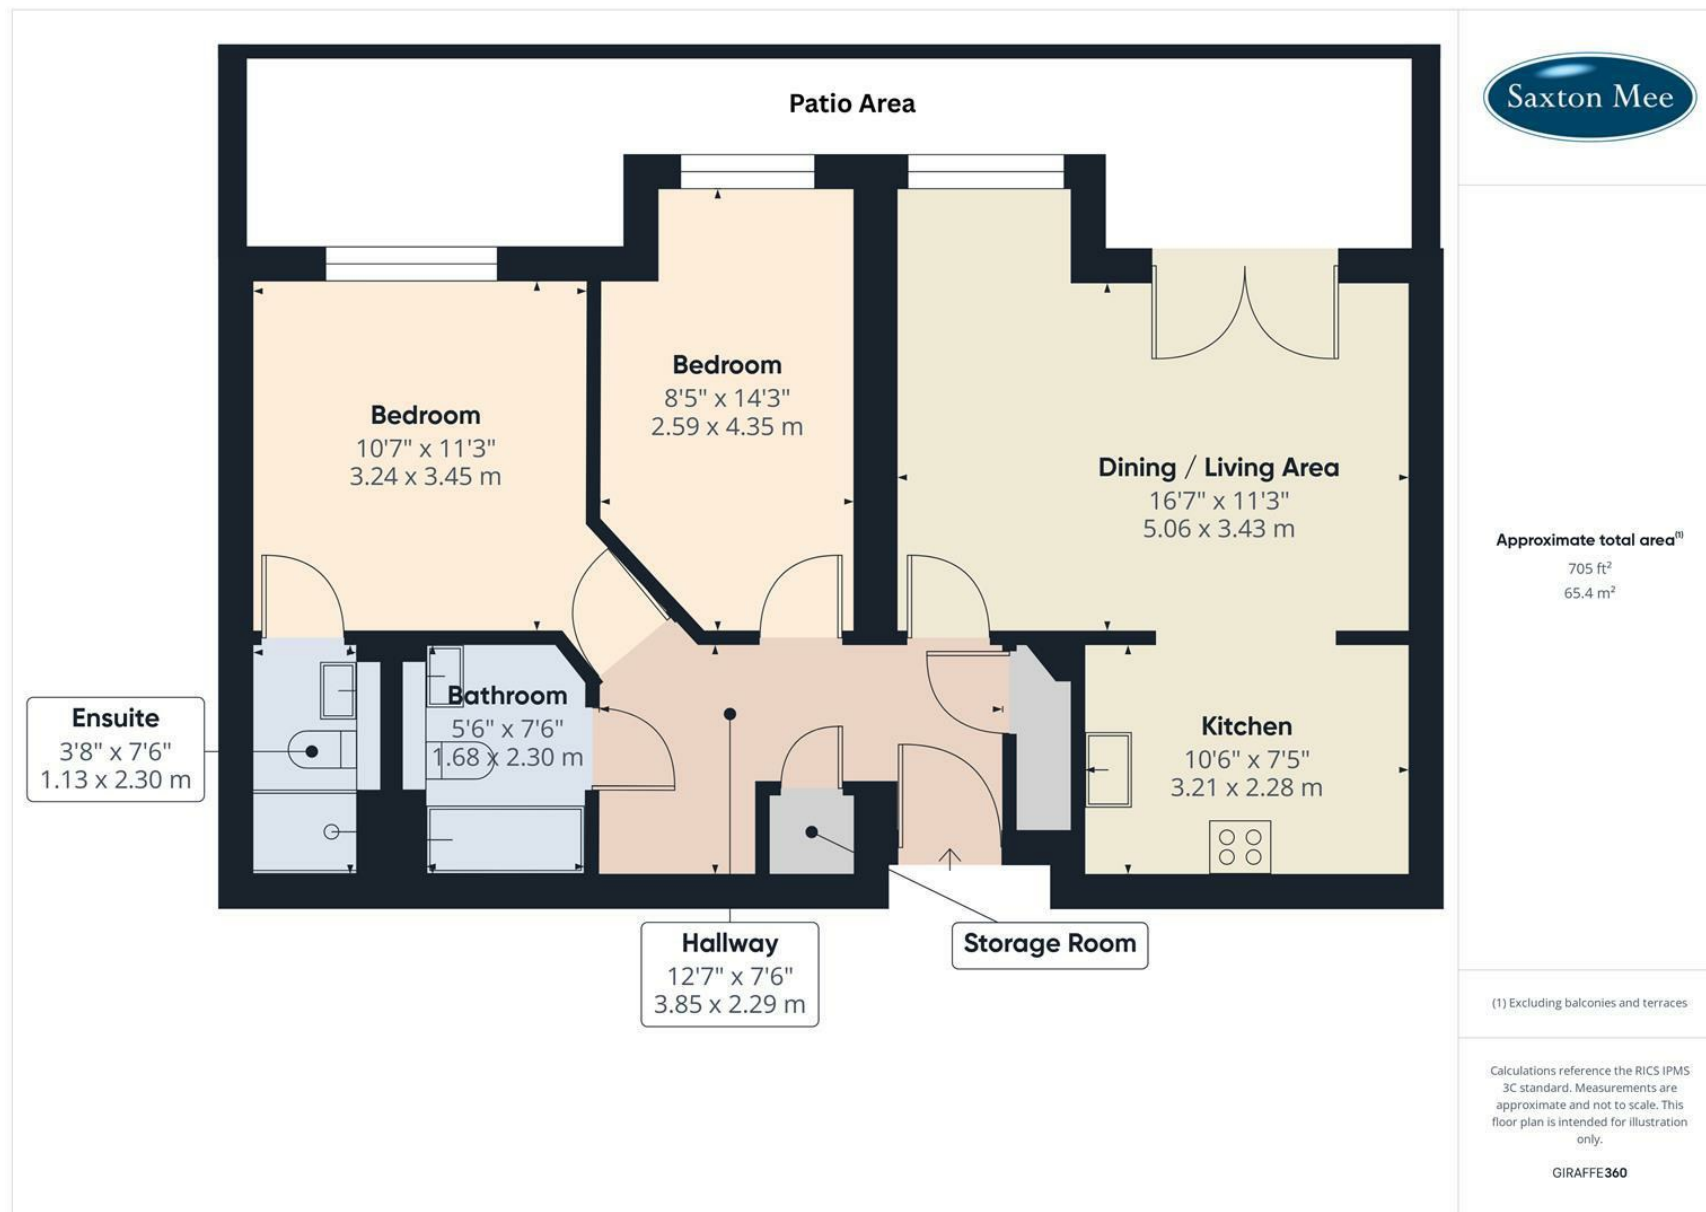 Patio Area
Saxton Mee
Bedroom
10'7" x 11'3"
3.24 x 3.45 m
Bedroom
8'5" x 14'3"
2.59 x 4.35 m
Dining / Living Area
16'7" x 11'3"
5.06 x 3.43 m
Ensuite
3'8" x 7'6"
1.13 x 2.30 m
Bathroom
5'6" x 7'6"
1.68 x 2.30 m
Kitchen
10'6" x 7'5"
3.21 x 2.28 m
Hallway
12'7" x 7'6"
3.85 x 2.29 m
Storage Room
Approximate total area(1)
705 ft²
65.4 m²
(1) Excluding balconies and terraces
Calculations reference the RICS IPMS
3C standard. Measurements are
approximate and not to scale. This
floor plan is intended for illustration
only.
GIRAFFE360